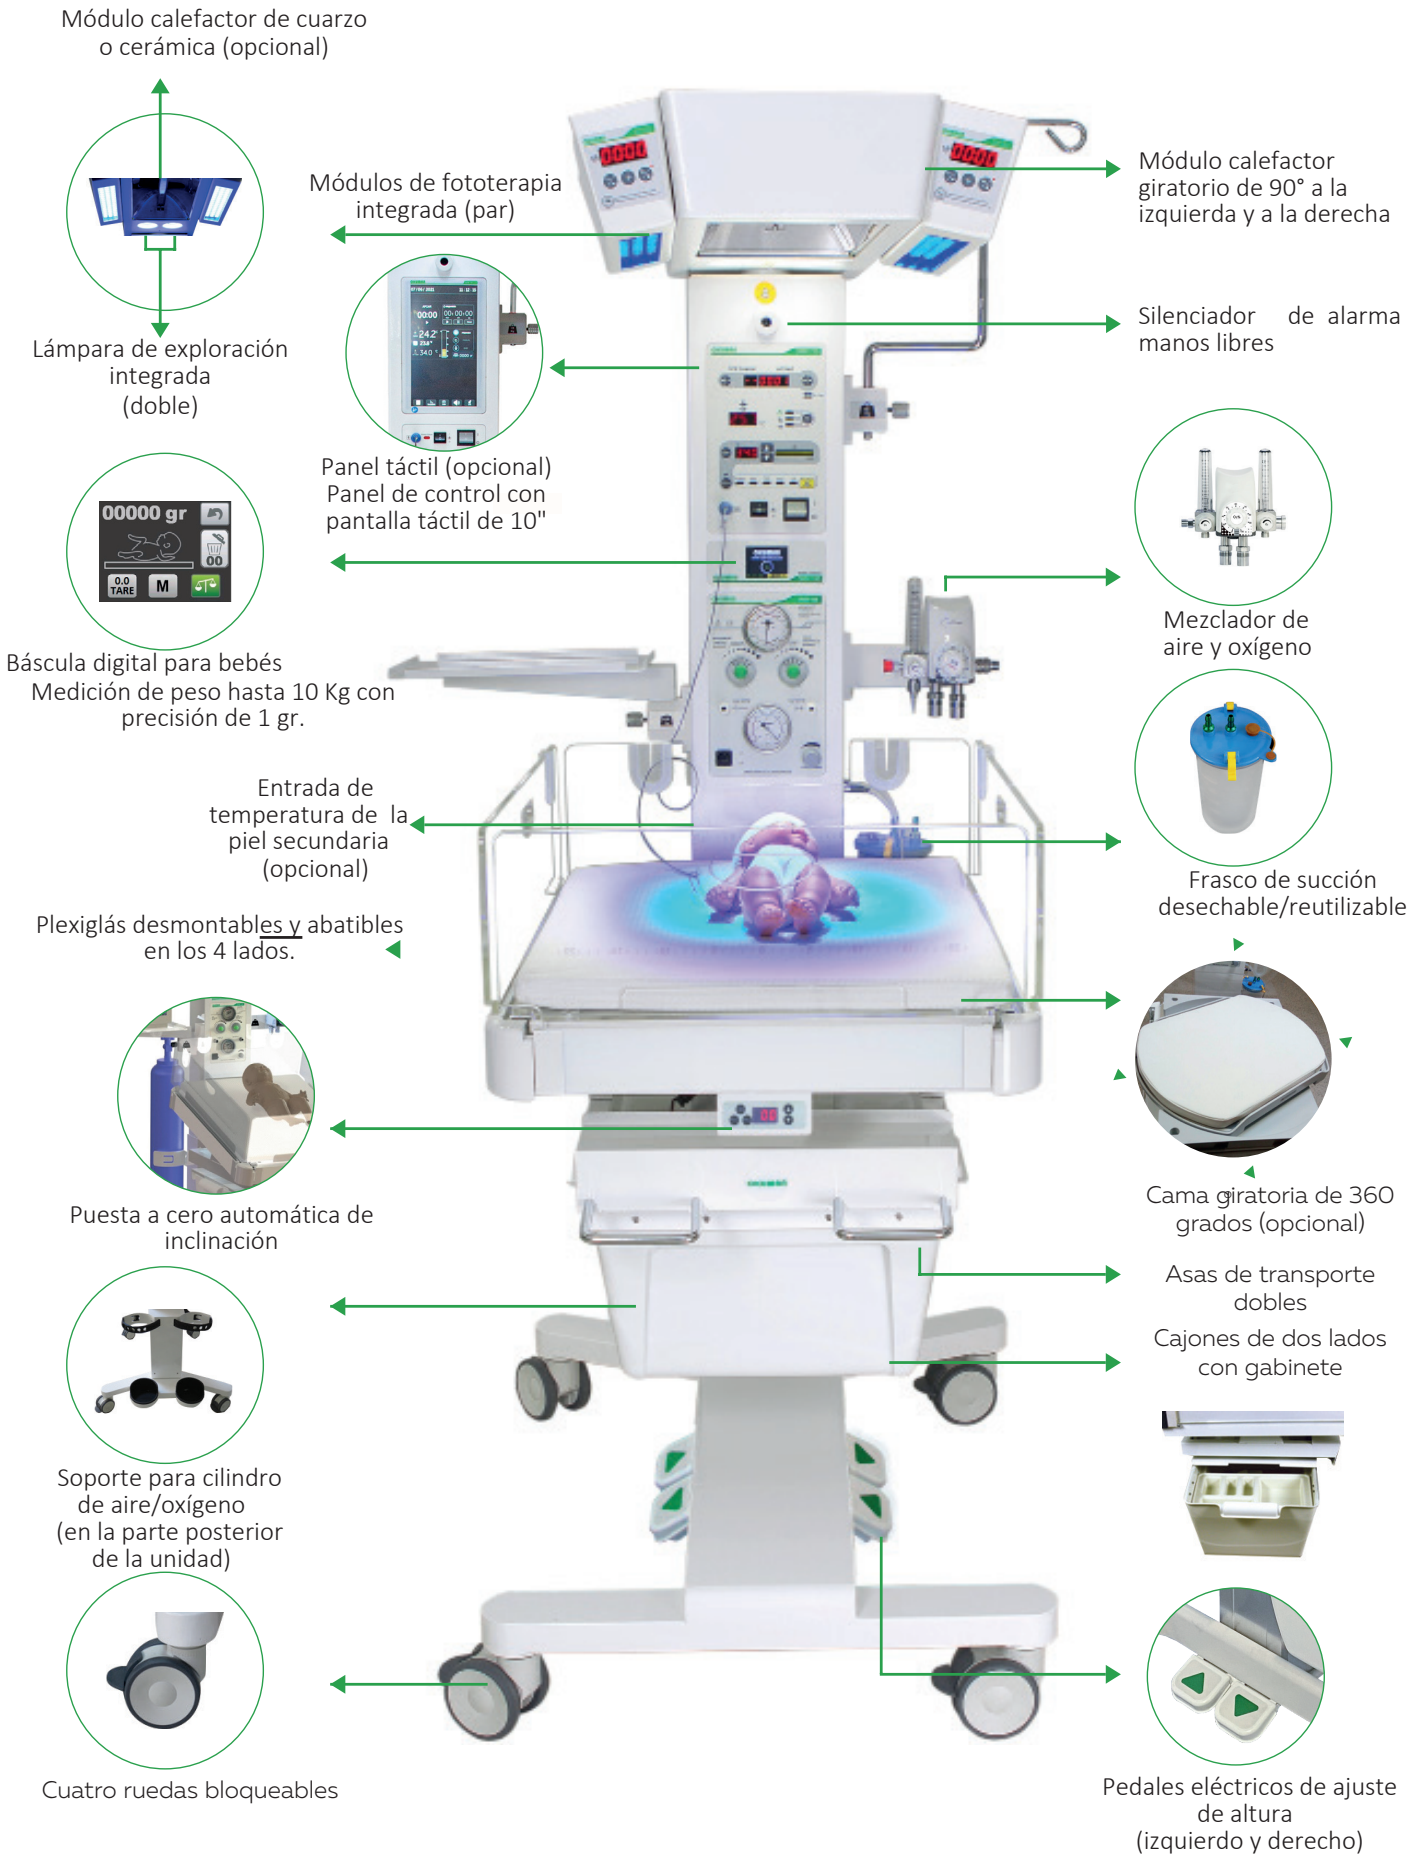 Módulo calefactor de cuarzo
o cerámica (opcional)
Módulos de fototerapia
integrada (par)
Módulo calefactor
giratorio de 90° a la
izquierda y a la derecha
Silenciador de alarma
manos libres
Lámpara de exploración
integrada
(doble)
Panel táctil (opcional)
Panel de control con
pantalla táctil de 10"
00000 gr
00
0.0
TARE
M
Báscula digital para bebés
Medición de peso hasta 10 Kg con
precisión de 1 gr.
Mezclador de
aire y oxígeno
Entrada de
temperatura de la
piel secundaria
(opcional)
Frasco de succión
desechable/reutilizable
Plexiglás desmontables y abatibles
en los 4 lados.
Puesta a cero automática de
inclinación
Cama giratoria de 360
grados (opcional)
Asas de transporte
dobles
Cajones de dos lados
con gabinete
Soporte para cilindro
de aire/oxígeno
(en la parte posterior
de la unidad)
Cuatro ruedas bloqueables
Pedales eléctricos de ajuste
de altura
(izquierdo y derecho)